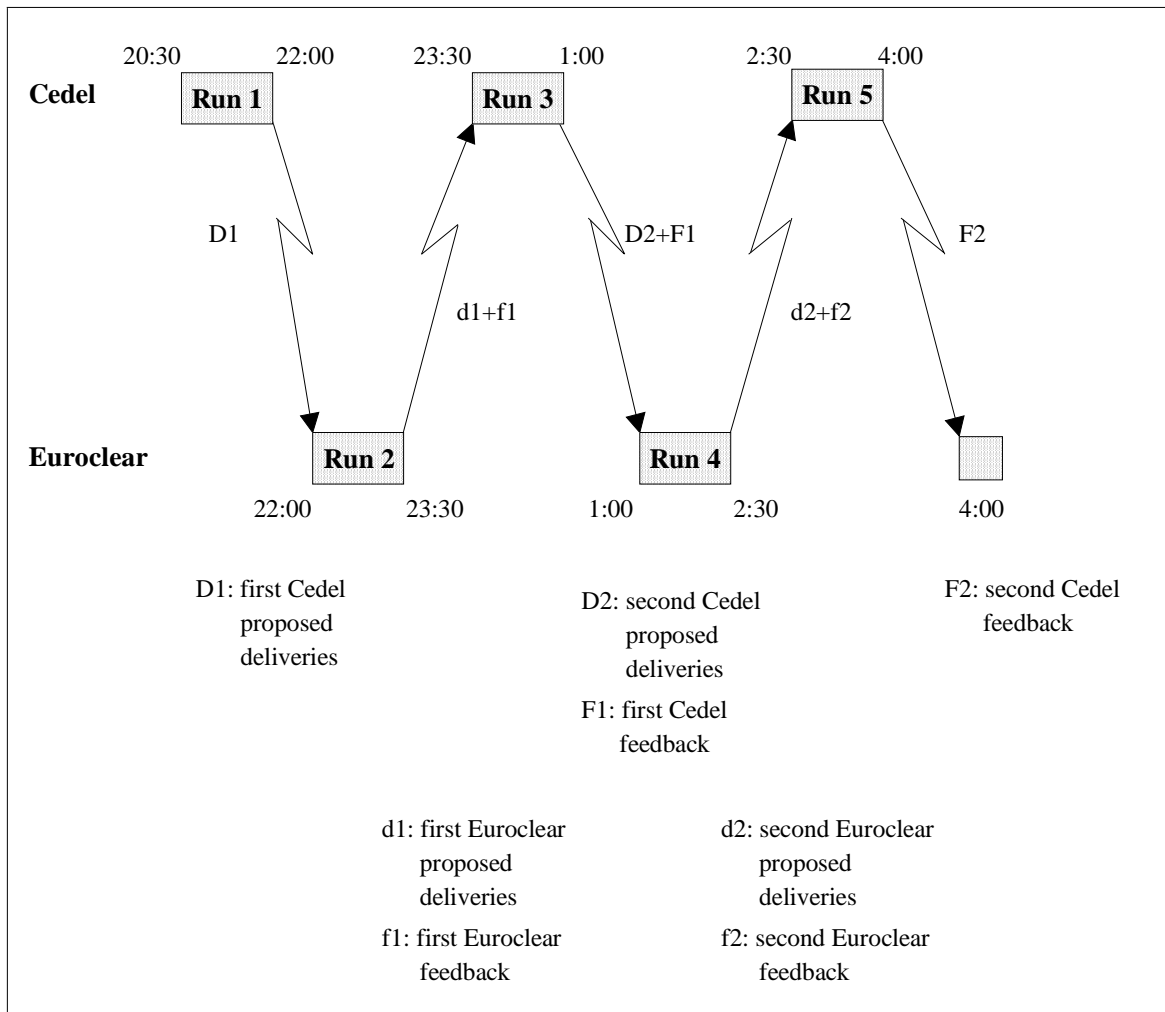 20:30 22:00 23:30 1:00 2:30 4:00
Cedel Run 1 Run 3 Run 5
D1 D2+F1 F2
d1+f1 d2+f2
Euroclear Run 2 Run 4
22:00 23:30 1:00 2:30 4:00
D1: first Cedel
proposed
deliveries
D2: second Cedel
proposed
deliveries
F1: first Cedel
feedback
F2: second Cedel
feedback
d1: first Euroclear
proposed
deliveries
f1: first Euroclear
feedback
d2: second Euroclear
proposed
deliveries
f2: second Euroclear
feedback